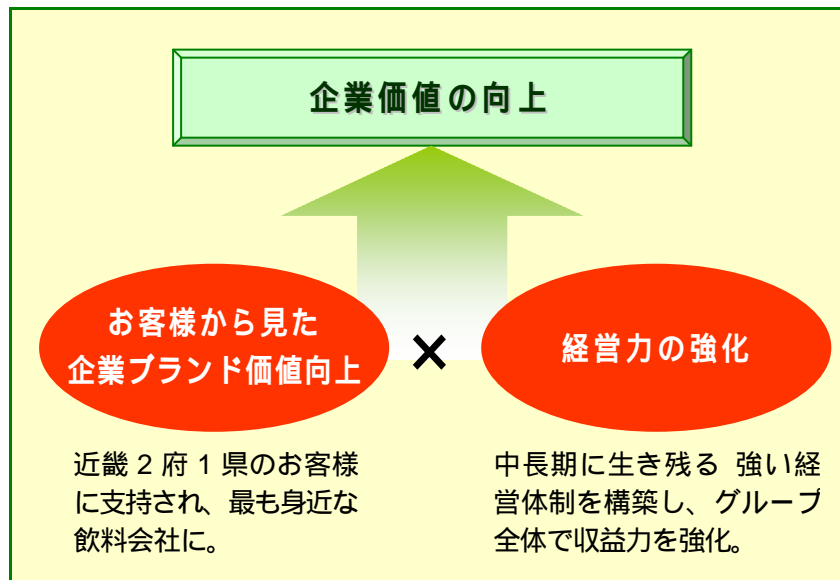 企業価値の向上
お客様から見た
企業ブランド価値向上
×
経営力の強化
近畿2府1県のお客様
に支持され、最も身近な
飲料会社に。
中長期に生き残る 強い経
営体制を構築し、グループ
全体で収益力を強化。